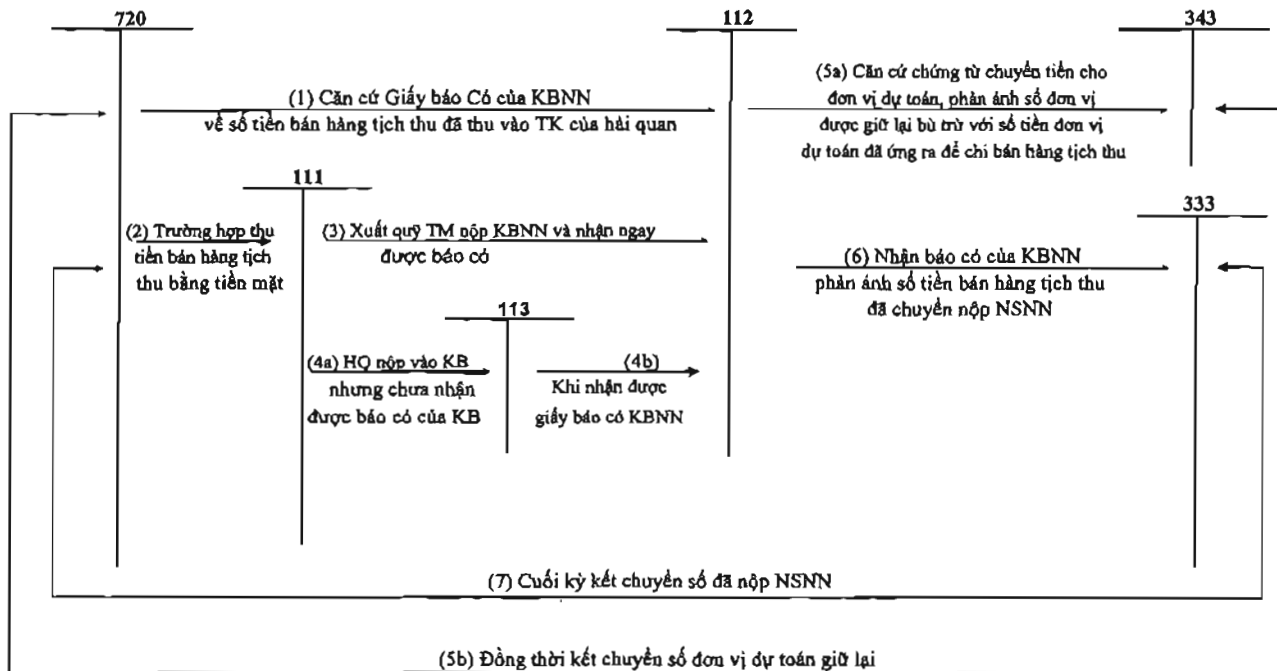 720
112
343
(1) Căn cứ Giấy báo Có của KBNN
về số tiền bán hàng tịch thu đã thu vào TK của hải quan
(5a) Căn cứ chứng từ chuyển tiền cho
đơn vị dự toán, phản ánh số đơn vị
được giữ lại bù trừ với số tiền đơn vị
dự toán đã ứng ra để chi bán hàng tịch thu
111
333
(2) Trường hợp thu
tiền bán hàng tịch
thu bằng tiền mặt
(3) Xuất quỹ TM nộp KBNN và nhận ngay
được báo có
(6) Nhận báo có của KBNN
phản ánh số tiền bán hàng tịch thu
đã chuyển nộp NSNN
113
(4a) HQ nộp vào KB
nhưng chưa nhận
được báo có của KB
(4b)
Khi nhận được
giấy báo có KBNN
(7) Cuối kỳ kết chuyển số đã nộp NSNN
(5b) Đồng thời kết chuyển số đơn vị dự toán giữ lại